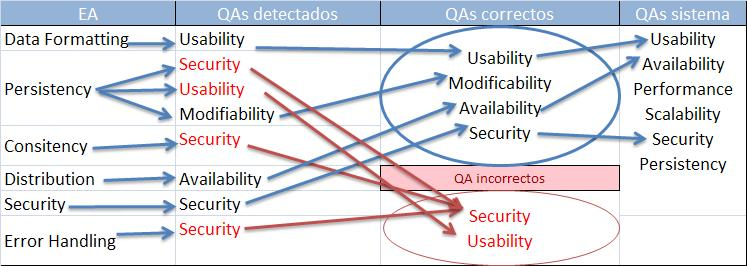 EA QAs detectados QAs correctos QAs sistema
Data Formatting
Persistency
Consitency
Distribution
Security
Error Handling
Usability
Security
Usability
Modifiability
Security
Availability
Security
Security
Usability
Modificability
Availability
Security
QA incorrectos
Security
Usability
Usability
Availability
Performance
Scalability
Security
Persistency